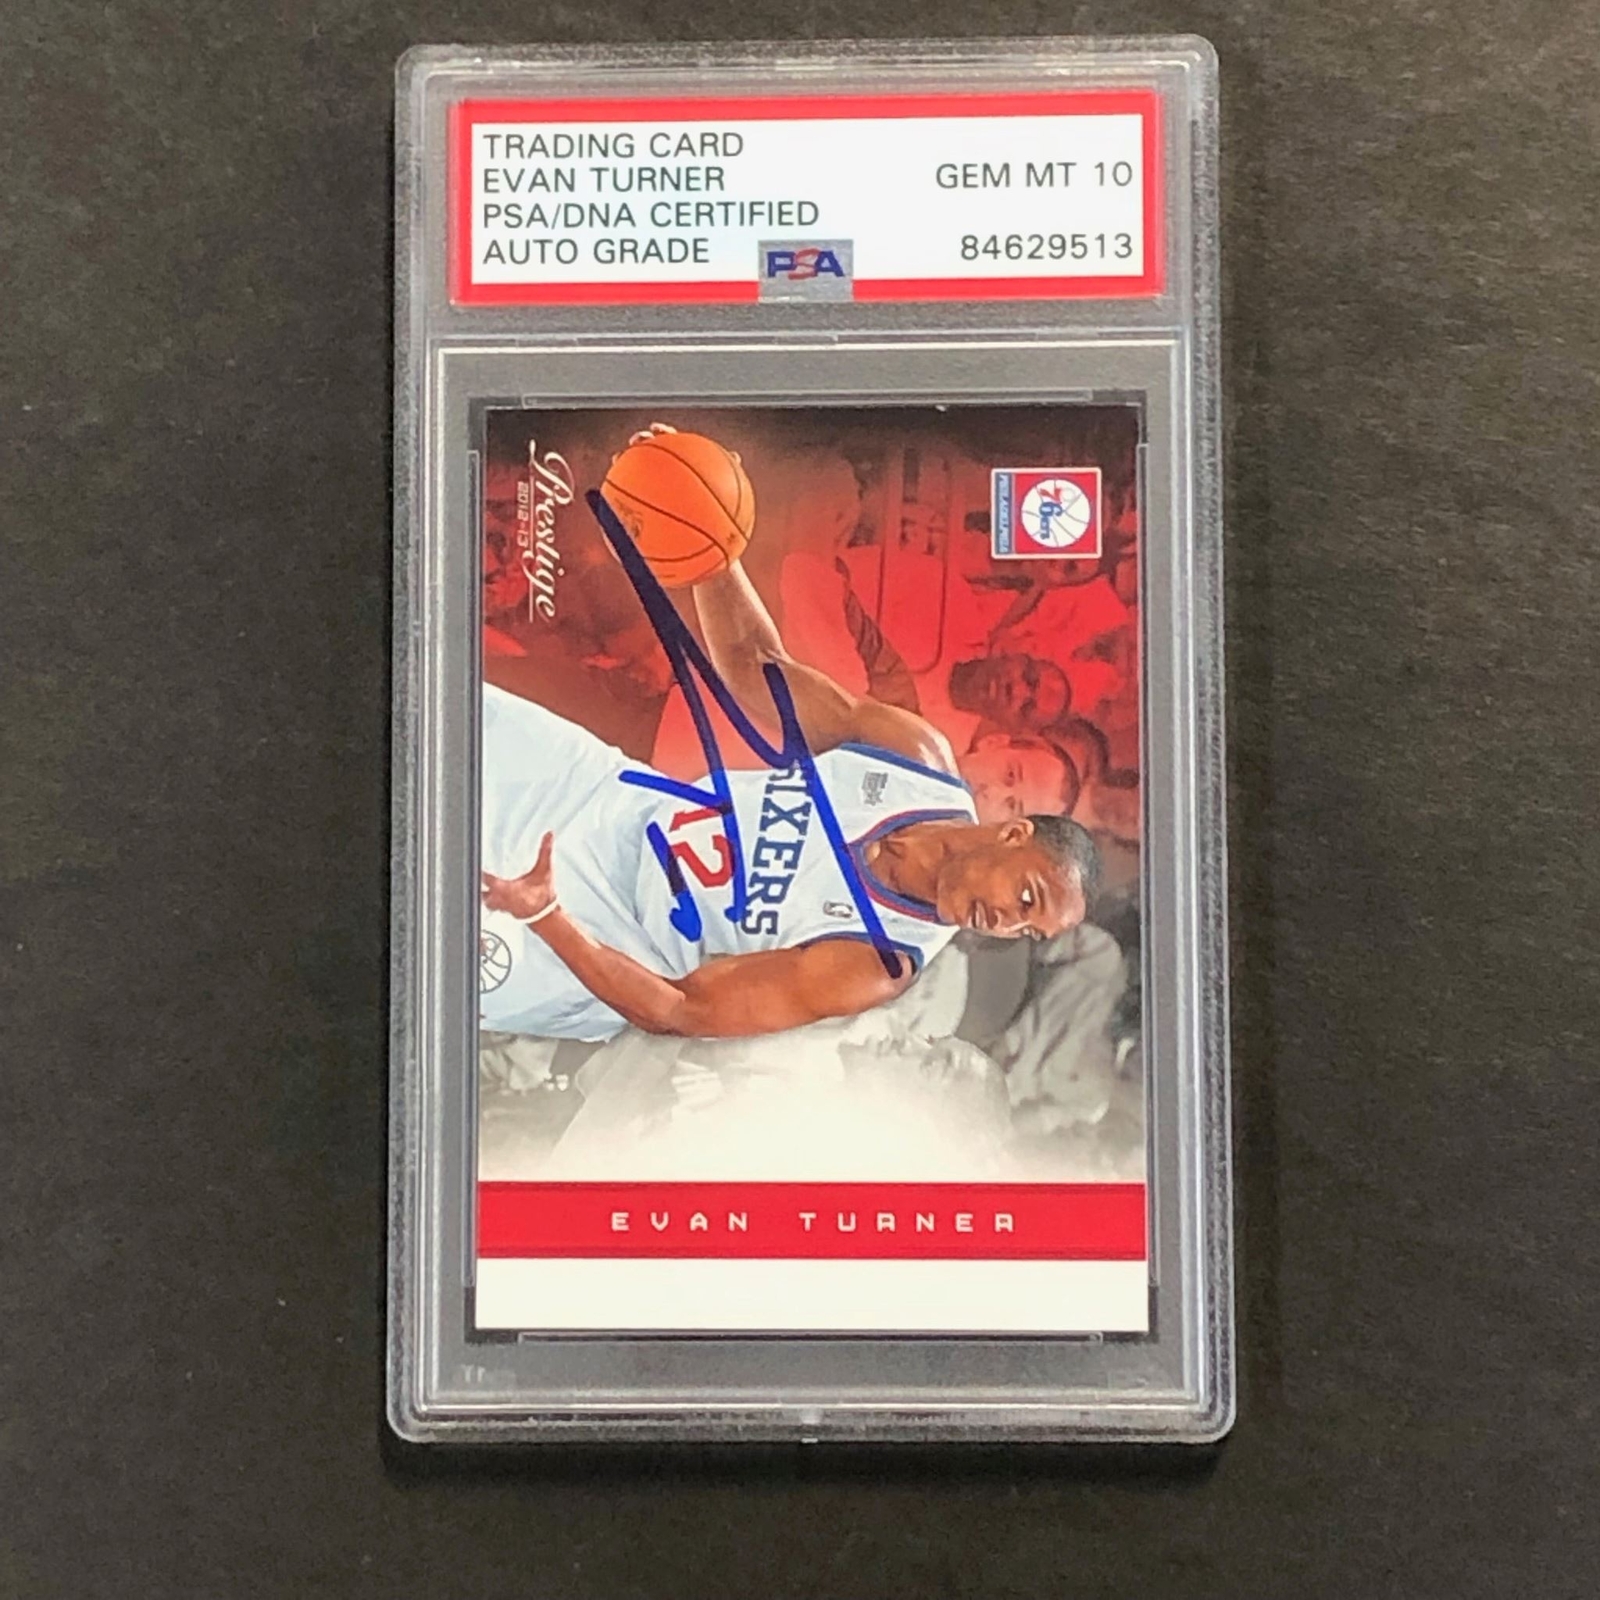 TRADING CARD
EVAN TURNER
PSA/DNA CERTIFIED
AUTO GRADE
GEM MT 10
84629513
PSA
Prestige
2012-13
76ers
PHILADELPHIA
SIXERS
12
EVAN TURNER